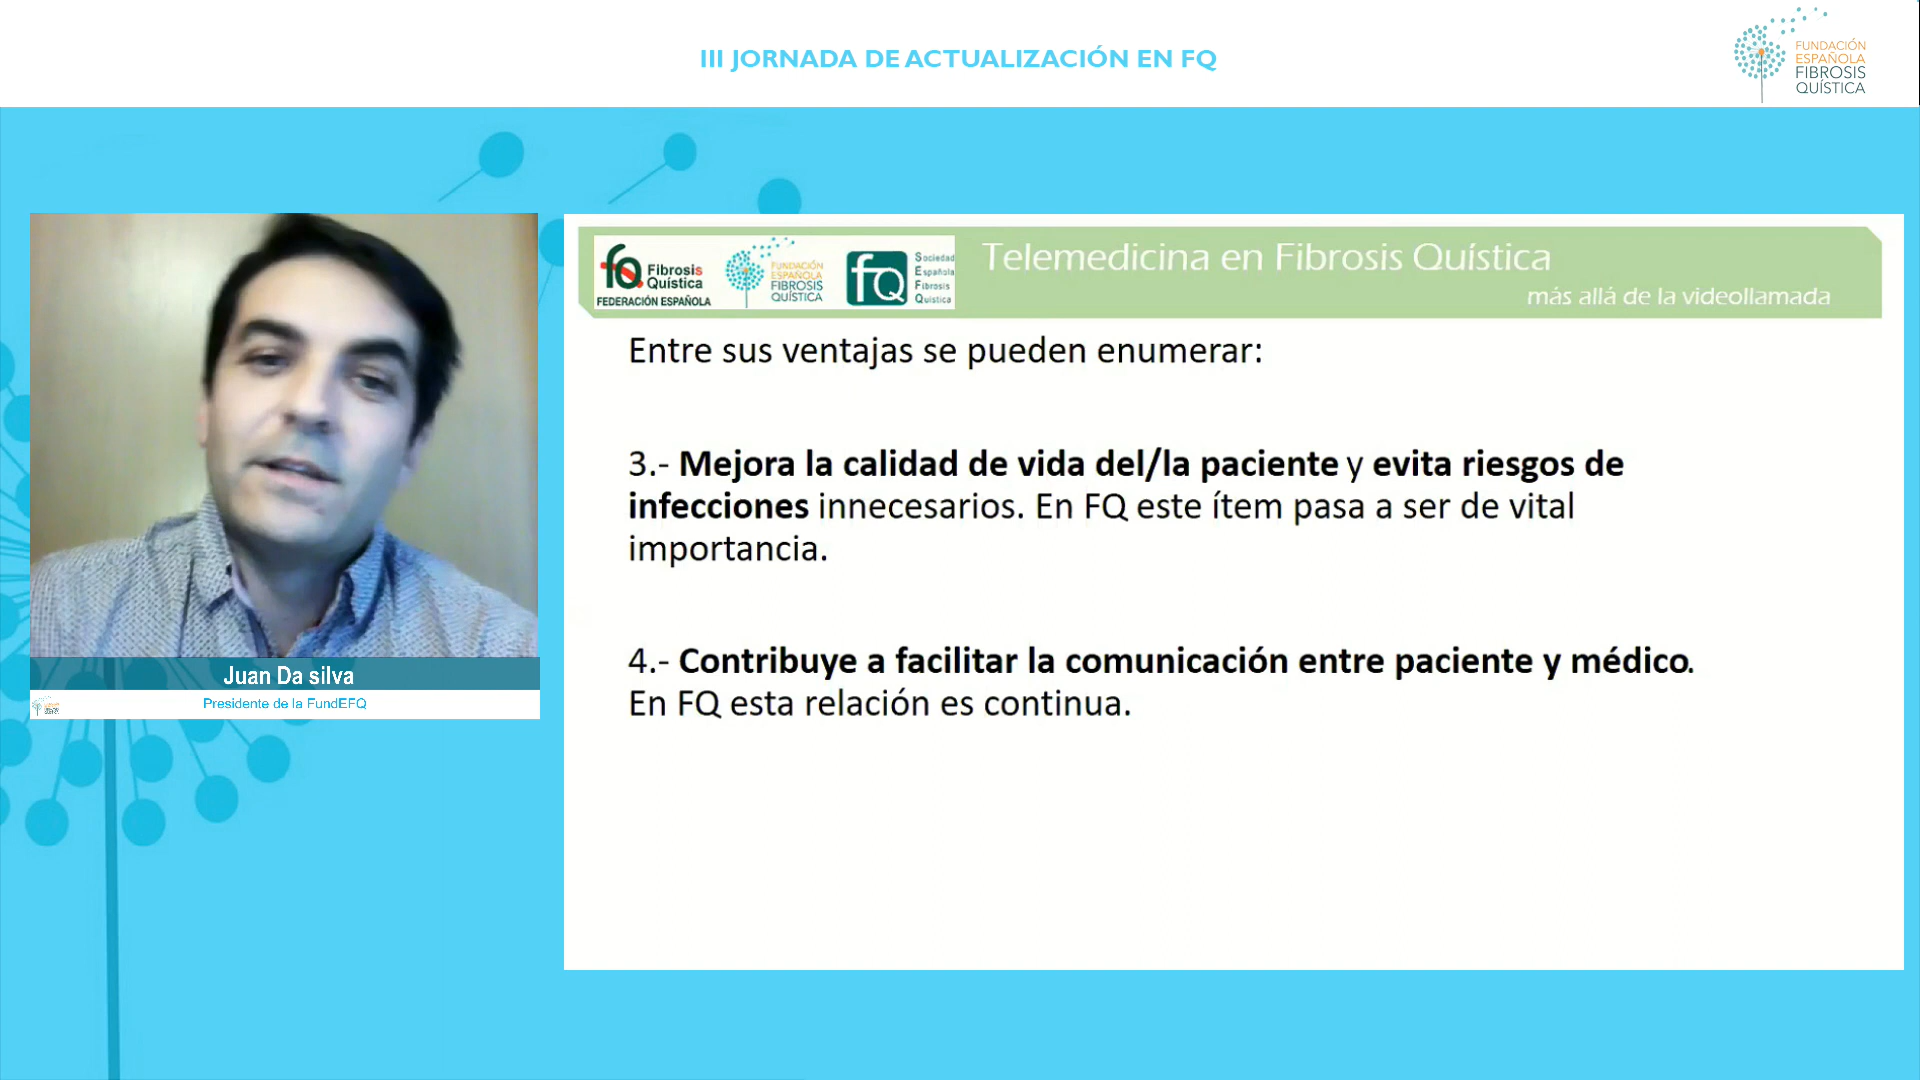 III JORNADA DE ACTUALIZACIÓN EN FQ
FUNDACIÓN
ESPAÑOLA
FIBROSIS
QUÍSTICA
fQ Fibrosis
Quística
FEDERACIÓN ESPAÑOLA
FUNDACIÓN
ESPAÑOLA
FIBROSIS
QUÍSTICA
fQ
Sociedad
Española
Fibrosis
Quística
Telemedicina en Fibrosis Quística
más allá de la videollamada
Entre sus ventajas se pueden enumerar:
3.- Mejora la calidad de vida del/la paciente y evita riesgos de
infecciones innecesarios. En FQ este ítem pasa a ser de vital
importancia.
4.- Contribuye a facilitar la comunicación entre paciente y médico.
En FQ esta relación es continua.
Juan Da silva
Presidente de la FundEFQ